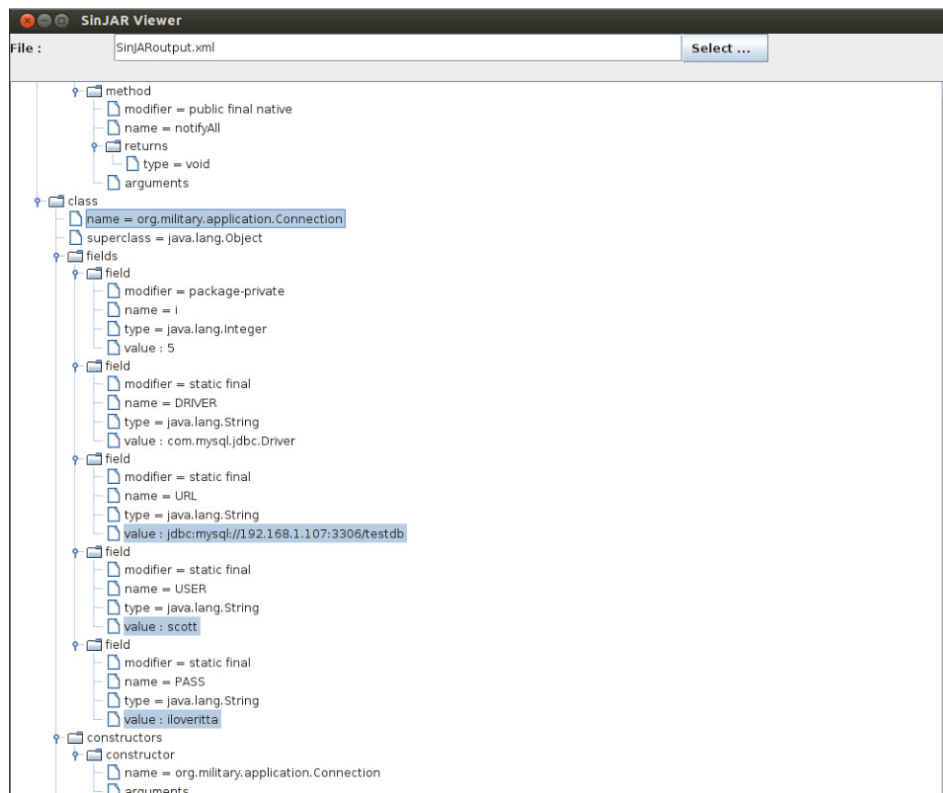 SinJAR Viewer
File :
SinJARoutput.xml
Select ...
method
modifier = public final native
name = notifyAll
returns
type = void
arguments
class
name = org.military.application.Connection
superclass = java.lang.Object
fields
field
modifier = package-private
name = i
type = java.lang.Integer
value : 5
field
modifier = static final
name = DRIVER
type = java.lang.String
value : com.mysql.jdbc.Driver
field
modifier = static final
name = URL
type = java.lang.String
value : jdbc:mysql://192.168.1.107:3306/testdb
field
modifier = static final
name = USER
type = java.lang.String
value : scott
field
modifier = static final
name = PASS
type = java.lang.String
value : iloveritta
constructors
constructor
name = org.military.application.Connection
arguments